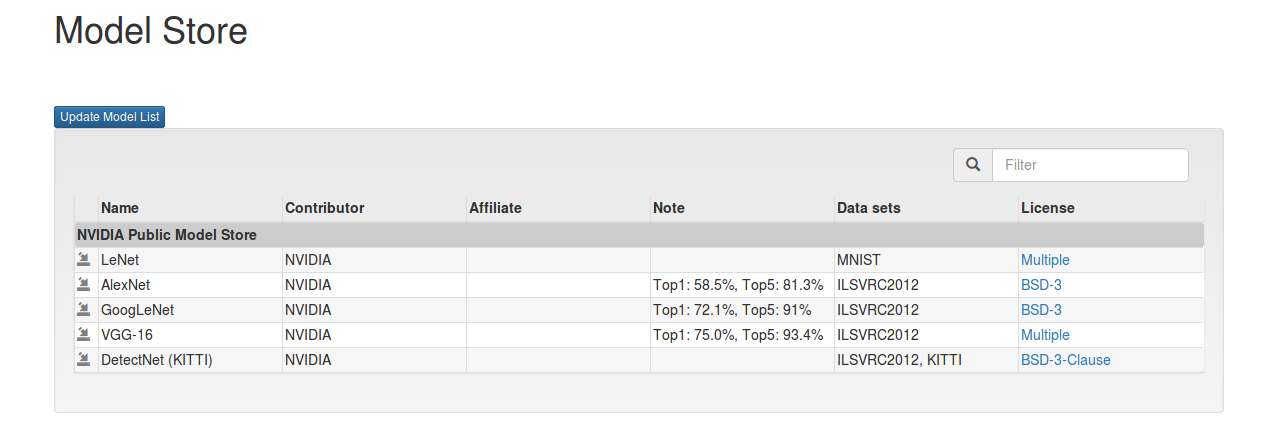 Model Store
Update Model List
Filter
Name Contributor Affiliate Note Data sets License
NVIDIA Public Model Store
LeNet NVIDIA MNIST Multiple
AlexNet NVIDIA Top1: 58.5%, Top5: 81.3% ILSVRC2012 BSD-3
GoogLeNet NVIDIA Top1: 72.1%, Top5: 91% ILSVRC2012 BSD-3
VGG-16 NVIDIA Top1: 75.0%, Top5: 93.4% ILSVRC2012 Multiple
DetectNet (KITTI) NVIDIA ILSVRC2012, KITTI BSD-3-Clause